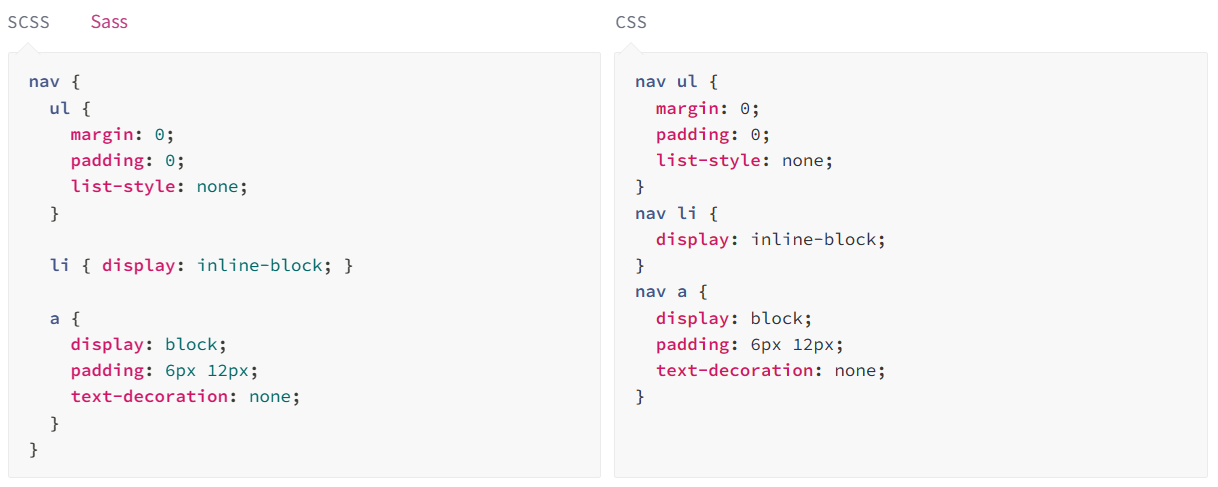 SCSS Sass
nav {
  ul {
    margin: 0;
    padding: 0;
    list-style: none;
  }

  li { display: inline-block; }

  a {
    display: block;
    padding: 6px 12px;
    text-decoration: none;
  }
}
CSS
nav ul {
  margin: 0;
  padding: 0;
  list-style: none;
}
nav li {
  display: inline-block;
}
nav a {
  display: block;
  padding: 6px 12px;
  text-decoration: none;
}